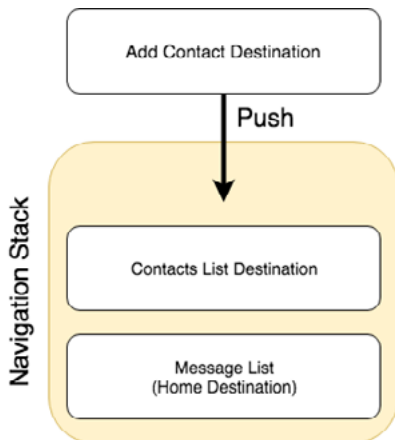 Add Contact Destination
Push
Navigation Stack
Contacts List Destination
Message List
(Home Destination)